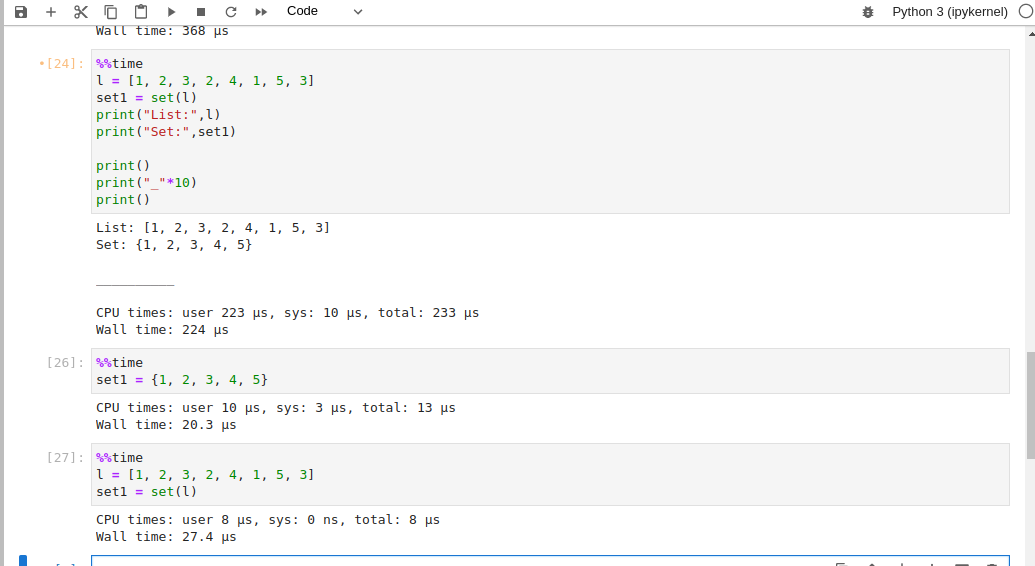 Code
Python 3 (ipykernel)
Wall time: 368 µs
•[24]:
%%time
l = [1, 2, 3, 2, 4, 1, 5, 3]
set1 = set(l)
print("List:",l)
print("Set:",set1)
print()
print("_"*10)
print()
List: [1, 2, 3, 2, 4, 1, 5, 3]
Set: {1, 2, 3, 4, 5}
__________
CPU times: user 223 µs, sys: 10 µs, total: 233 µs
Wall time: 224 µs
[26]:
%%time
set1 = {1, 2, 3, 4, 5}
CPU times: user 10 µs, sys: 3 µs, total: 13 µs
Wall time: 20.3 µs
[27]:
%%time
l = [1, 2, 3, 2, 4, 1, 5, 3]
set1 = set(l)
CPU times: user 8 µs, sys: 0 ns, total: 8 µs
Wall time: 27.4 µs